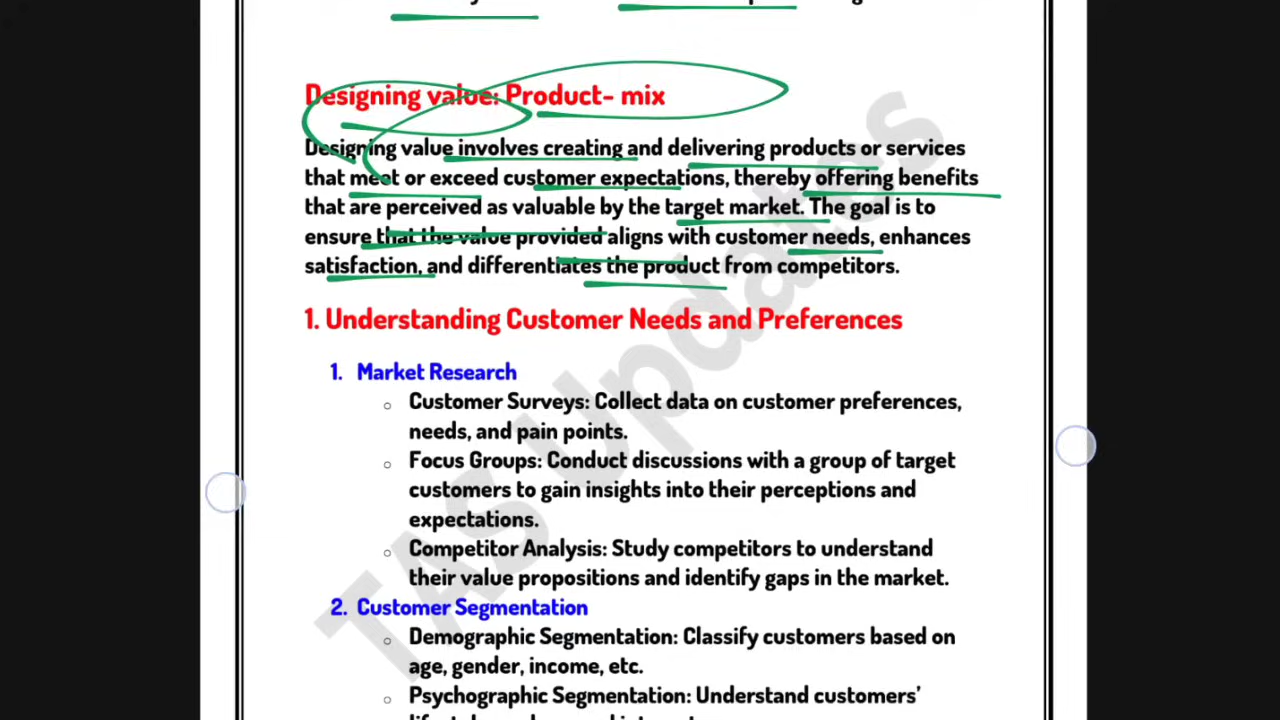 Designing value: Product- mix
Designing value involves creating and delivering products or services
that meet or exceed customer expectations, thereby offering benefits
that are perceived as valuable by the target market. The goal is to
ensure that the value provided aligns with customer needs, enhances
satisfaction, and differentiates the product from competitors.
1. Understanding Customer Needs and Preferences
1. Market Research
○ Customer Surveys: Collect data on customer preferences,
needs, and pain points.
○ Focus Groups: Conduct discussions with a group of target
customers to gain insights into their perceptions and
expectations.
○ Competitor Analysis: Study competitors to understand
their value propositions and identify gaps in the market.
2. Customer Segmentation
○ Demographic Segmentation: Classify customers based on
age, gender, income, etc.
○ Psychographic Segmentation: Understand customers’
TAS Updates